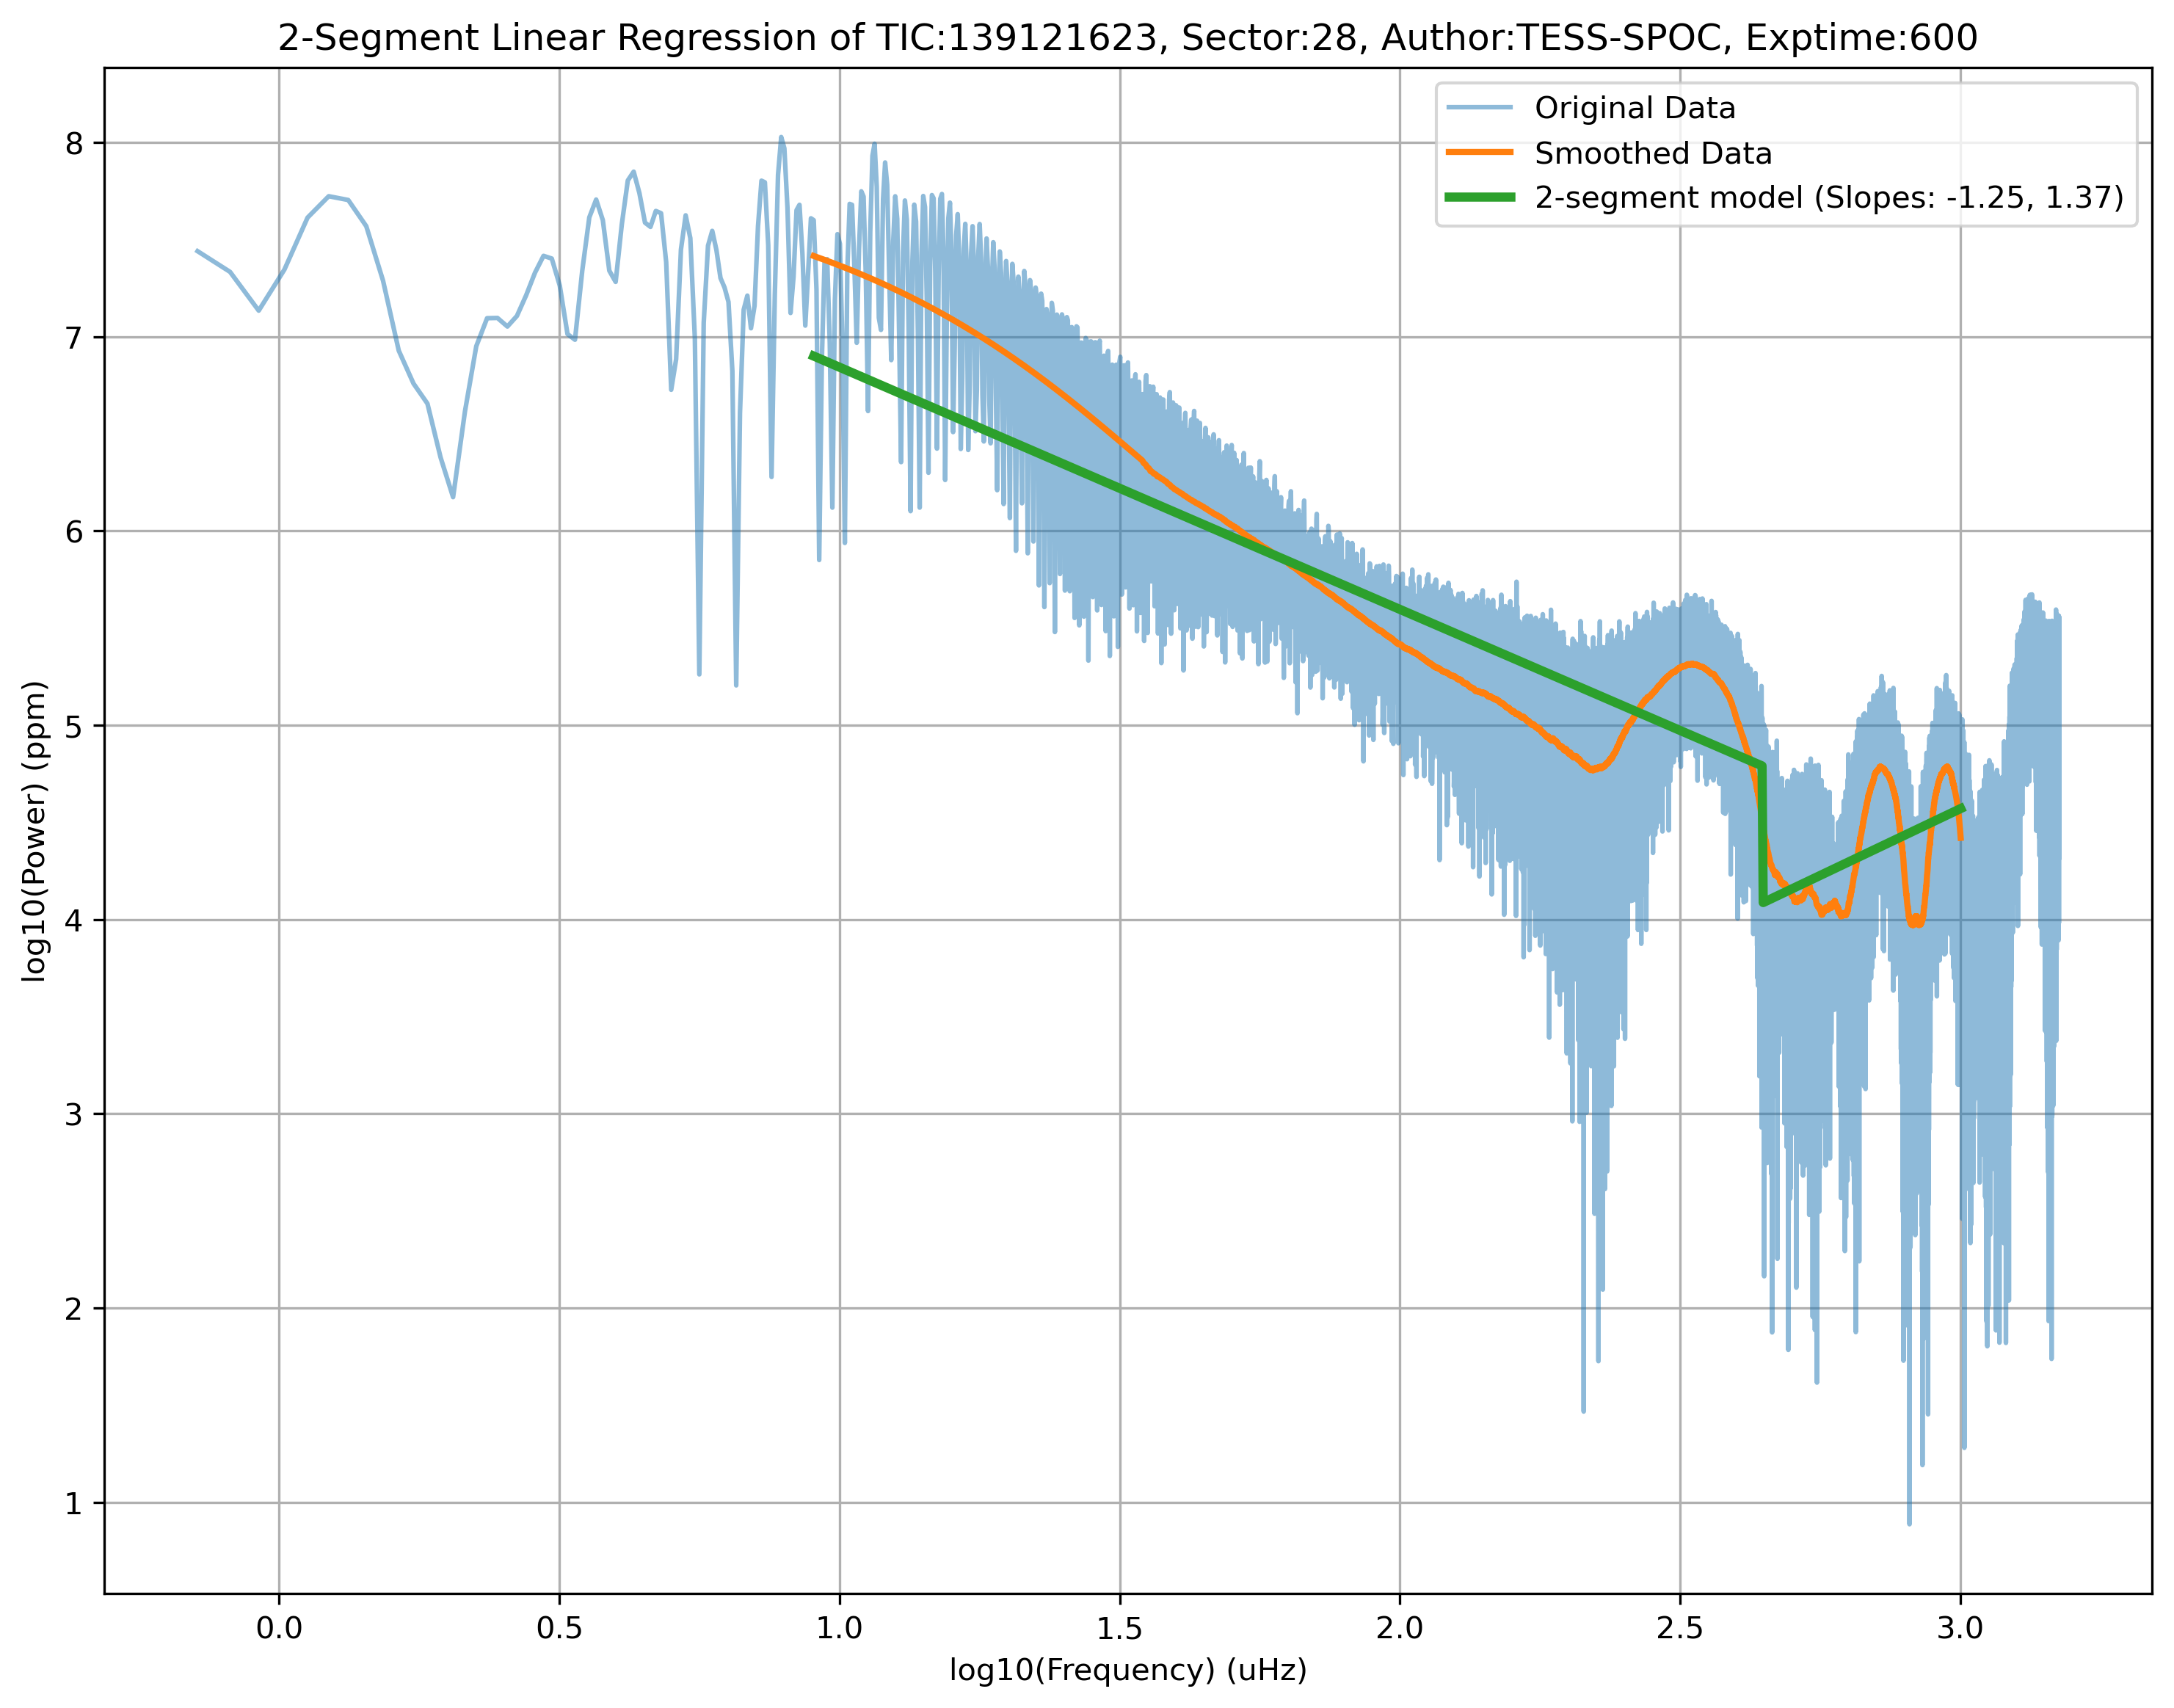 2-Segment Linear Regression of TIC:139121623, Sector:28, Author:TESS-SPOC, Exptime:600
Original Data
Smoothed Data
2-segment model (Slopes: -1.25, 1.37)
log10(Power) (ppm)
8
7
6
5
4
3
2
1
0.0 0.5 1.0 1.5 2.0 2.5 3.0
log10(Frequency) (uHz)